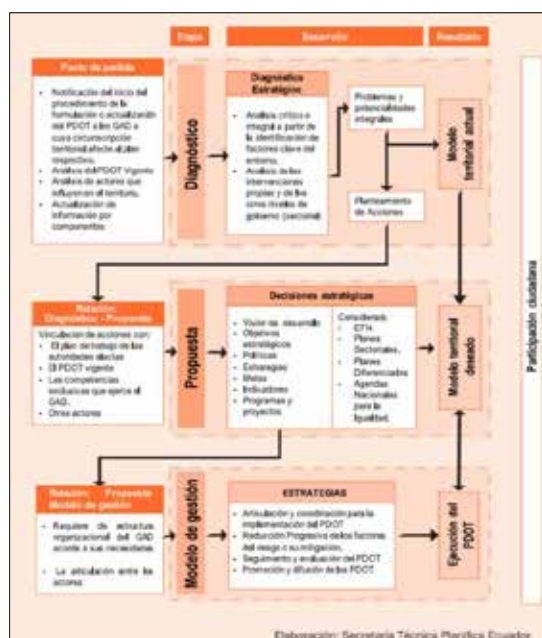 Etapa
Desarrollo
Resultado
Punto de partida
• Notificación del inicio del
procedimiento de la
formulación o actualización
del PDOT a los GAD a
cuya circunscripción
territorial afecte el plan
respectivo.
• Análisis del PDOT Vigente
• Análisis de actores que
influyen en el territorio.
• Actualización de
información por
componentes
Diagnóstico
Diagnóstico
Estratégico
• Análisis crítico e
integral a partir de la
identificación de
factores clave del
entorno.
• Análisis de las
intervenciones
propias y de los
otros niveles de
gobierno (sectorial)
Problemas y
potencialidades
integrales
Planteamiento
de Acciones
Modelo
territorial actual
Participación ciudadana
Relación:
Diagnóstico - Propuesta
Vinculación de acciones con:
• El plan de trabajo de las
autoridades electas
• El PDOT vigente
• Las competencias
exclusivas que ejerce el
GAD.
• Otros actores
Propuesta
Decisiones estratégicas
• Visión de desarrollo
• Objetivos
estratégicos
• Políticas
• Estrategias
• Metas
• Indicadores
• Programas y
proyectos
Considerará:
• ETN
• Planes
Sectoriales,
• Planes
Diferenciados
• Agendas
Nacionales
para la
Igualdad.
Modelo territorial
deseado
Relación: Propuesta
Modelo de gestión
• Requiere de estructura
organizacional del GAD
acorde a sus necesidades
• La articulación entre los
actores
Modelo de gestión
ESTRATEGIAS
• Articulación y coordinación para la
implementación del PDOT
• Reducción Progresiva de los factores
del riesgo o su mitigación.
• Seguimiento y evaluación del PDOT
• Promoción y difusión de los PDOT
Ejecución del
PDOT
Elaboración: Secretaría Técnica Planifica Ecuador